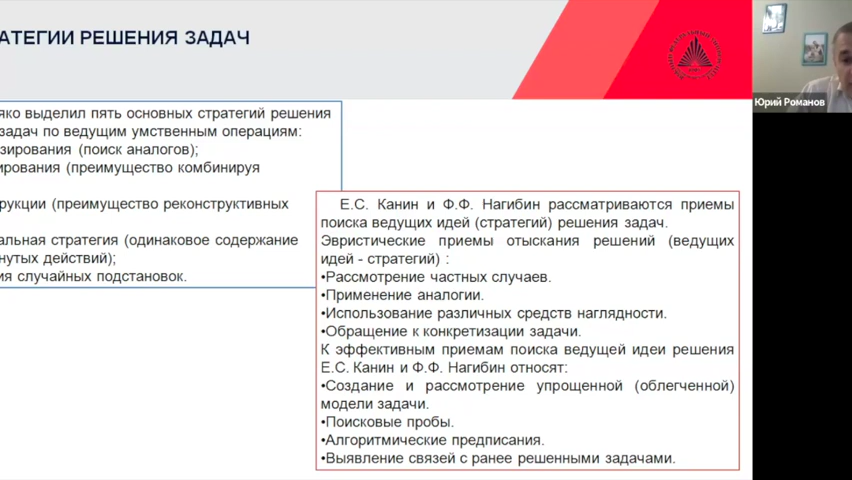 АТЕГИИ РЕШЕНИЯ ЗАДАЧ
Юрий Романов
яко выделил пять основных стратегий решения
задач по ведущим умственным операциям:
зирования (поиск аналогов);
ирования (преимущество комбинируя
рукции (преимущество реконструктивных
альная стратегия (одинаковое содержание
нутых действий);
ия случайных подстановок.
Е.С. Канин и Ф.Ф. Нагибин рассматриваются приемы
поиска ведущих идей (стратегий) решения задач.
Эвристические приемы отыскания решений (ведущих
идей - стратегий) :
•Рассмотрение частных случаев.
•Применение аналогии.
•Использование различных средств наглядности.
•Обращение к конкретизации задачи.
К эффективным приемам поиска ведущей идеи решения
Е.С. Канин и Ф.Ф. Нагибин относят:
•Создание и рассмотрение упрощенной (облегченной)
модели задачи.
•Поисковые пробы.
•Алгоритмические предписания.
•Выявление связей с ранее решенными задачами.